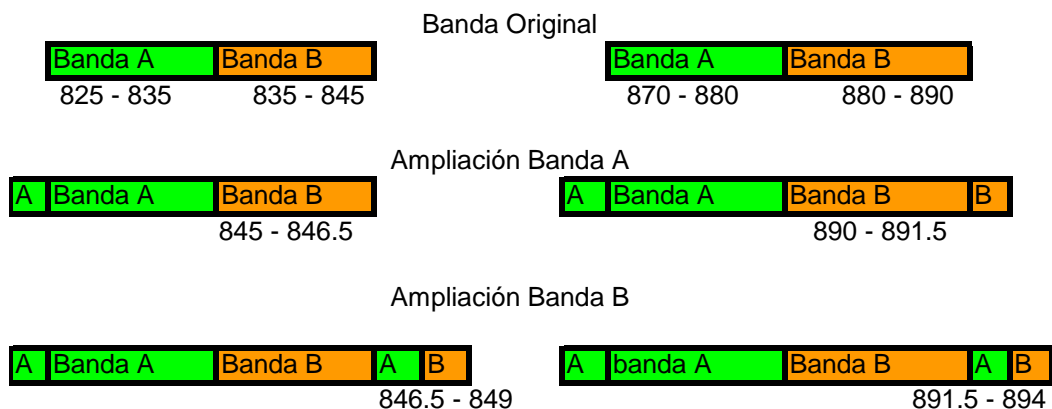 Banda Original
Banda A Banda B Banda A Banda B
825 - 835 835 - 845 870 - 880 880 - 890
Ampliación Banda A
A Banda A Banda B A Banda A Banda B B
845 - 846.5 890 - 891.5
Ampliación Banda B
A Banda A Banda B A B A banda A Banda B A B
846.5 - 849 891.5 - 894